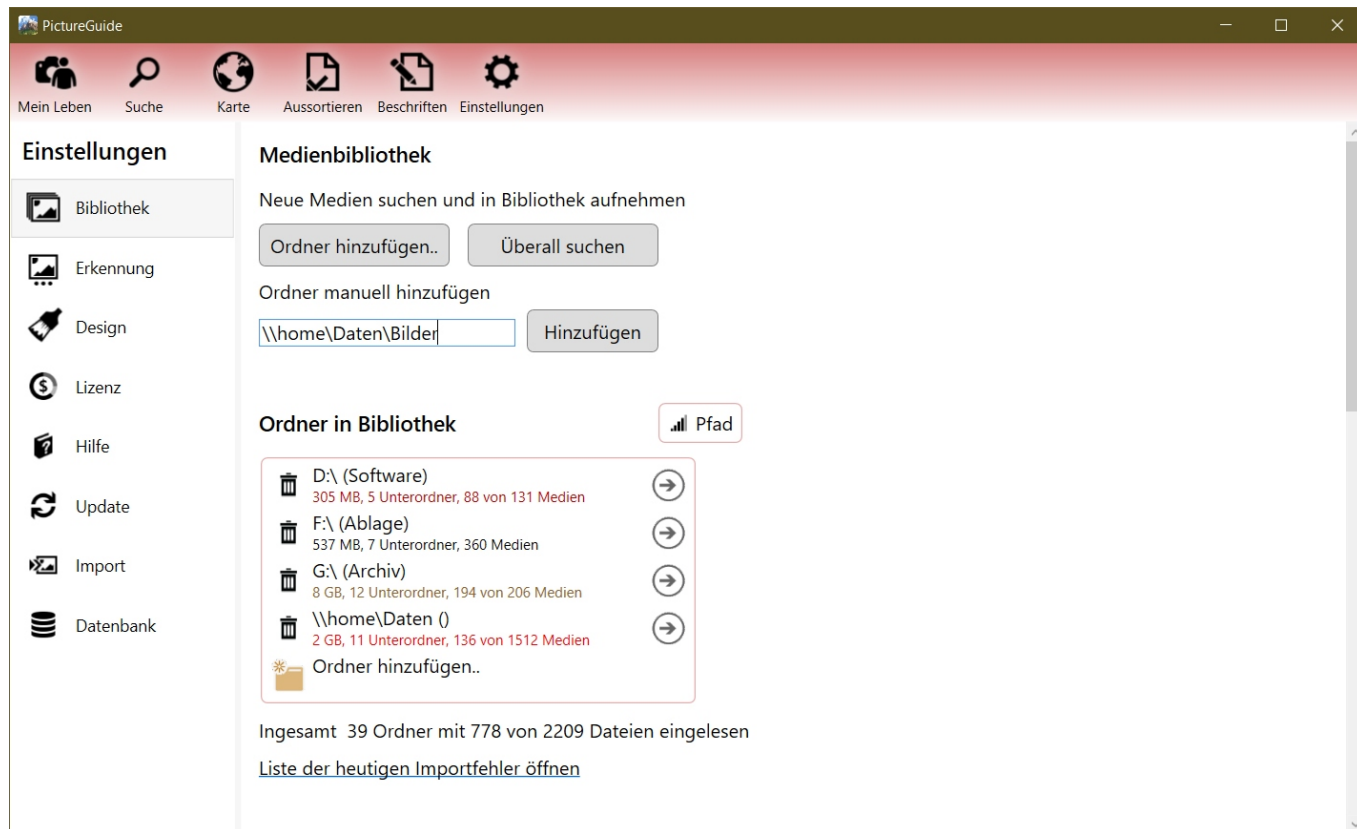 PictureGuide
Mein Leben
Suche
Karte
Aussortieren
Beschriften
Einstellungen
Einstellungen
Bibliothek
Erkennung
Design
Lizenz
Hilfe
Update
Import
Datenbank
Medienbibliothek
Neue Medien suchen und in Bibliothek aufnehmen
Ordner hinzufügen..
Überall suchen
Ordner manuell hinzufügen
\\home\Daten\Bilder
Hinzufügen
Ordner in Bibliothek
Pfad
D:\ (Software)
305 MB, 5 Unterordner, 88 von 131 Medien
F:\ (Ablage)
537 MB, 7 Unterordner, 360 Medien
G:\ (Archiv)
8 GB, 12 Unterordner, 194 von 206 Medien
\\home\Daten ()
2 GB, 11 Unterordner, 136 von 1512 Medien
Ordner hinzufügen..
Ingesamt 39 Ordner mit 778 von 2209 Dateien eingelesen
Liste der heutigen Importfehler öffnen